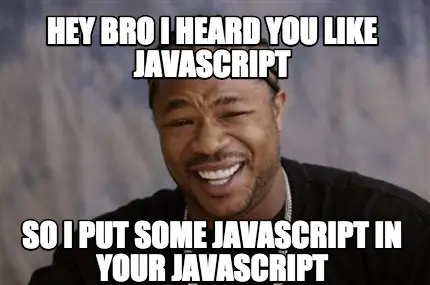 HEY BRO I HEARD YOU LIKE
JAVASCRIPT
SO I PUT SOME JAVASCRIPT IN
YOUR JAVASCRIPT